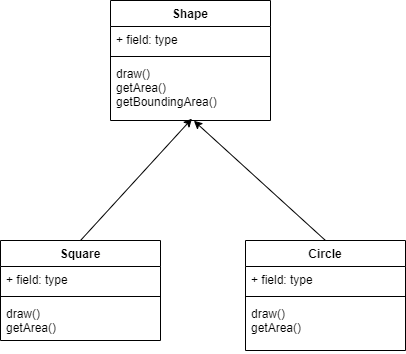 Shape
+ field: type
draw()
getArea()
getBoundingArea()
Square
+ field: type
draw()
getArea()
Circle
+ field: type
draw()
getArea()